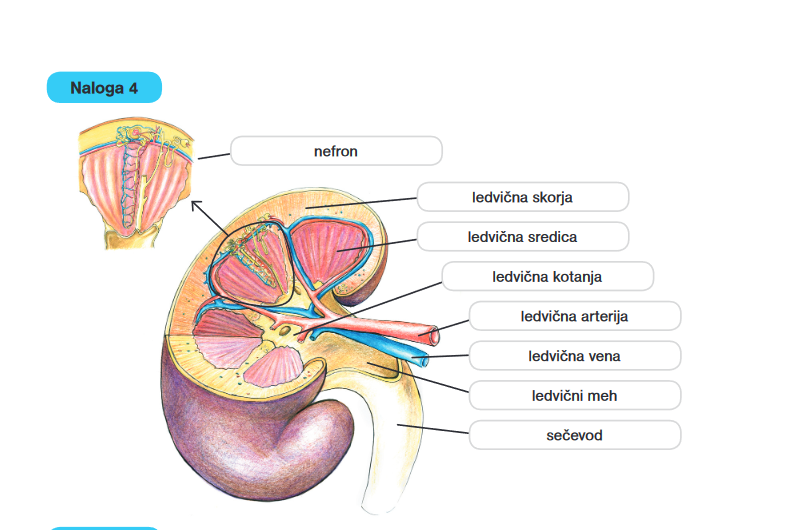 Naloga 4
nefron
ledvična skorja
ledvična sredica
ledvična kotanja
ledvična arterija
ledvična vena
ledvični meh
sečevod